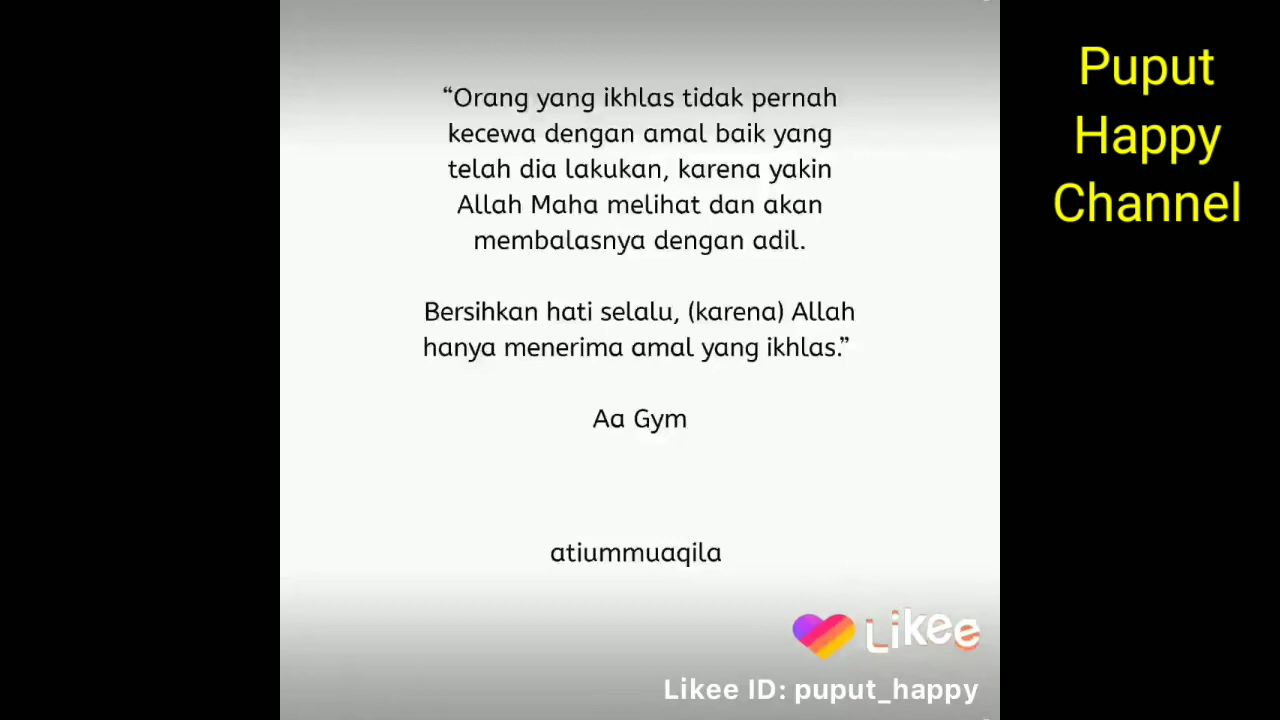 “Orang yang ikhlas tidak pernah
kecewa dengan amal baik yang
telah dia lakukan, karena yakin
Allah Maha melihat dan akan
membalasnya dengan adil.
Bersihkan hati selalu, (karena) Allah
hanya menerima amal yang ikhlas.”
Aa Gym
atiummuaqila
Likee
Likee ID: puput_happy
Puput
Happy
Channel